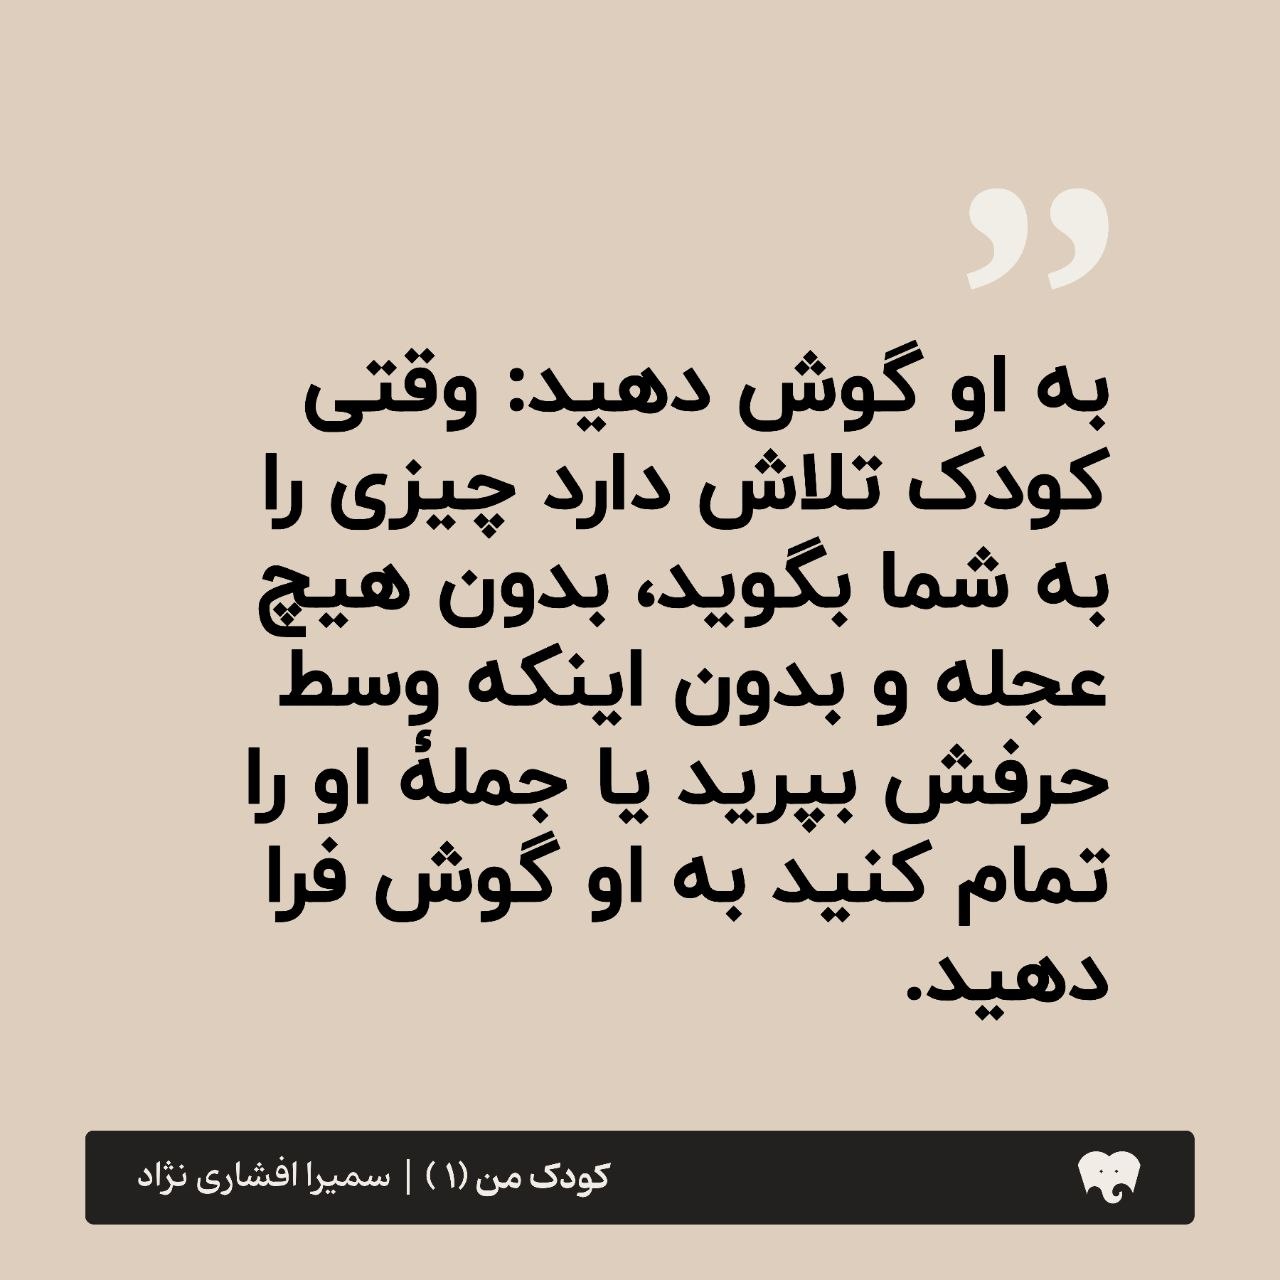 ”
به او گوش دهید: وقتی
کودک تلاش دارد چیزی را
به شما بگوید، بدون هیچ
عجله و بدون اینکه وسط
حرفش بپرید یا جملهٔ او را
تمام کنید به او گوش فرا
دهید.
کودک من (۱) | سمیرا افشاری نژاد